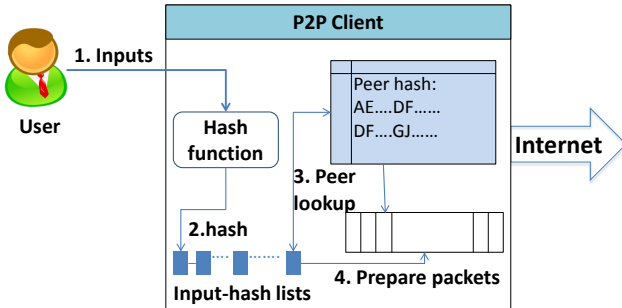 P2P Client
1. Inputs
User
Hash
function
Peer hash:
AE....DF......
DF....GJ......
Internet
3. Peer
lookup
2.hash
4. Prepare packets
Input-hash lists